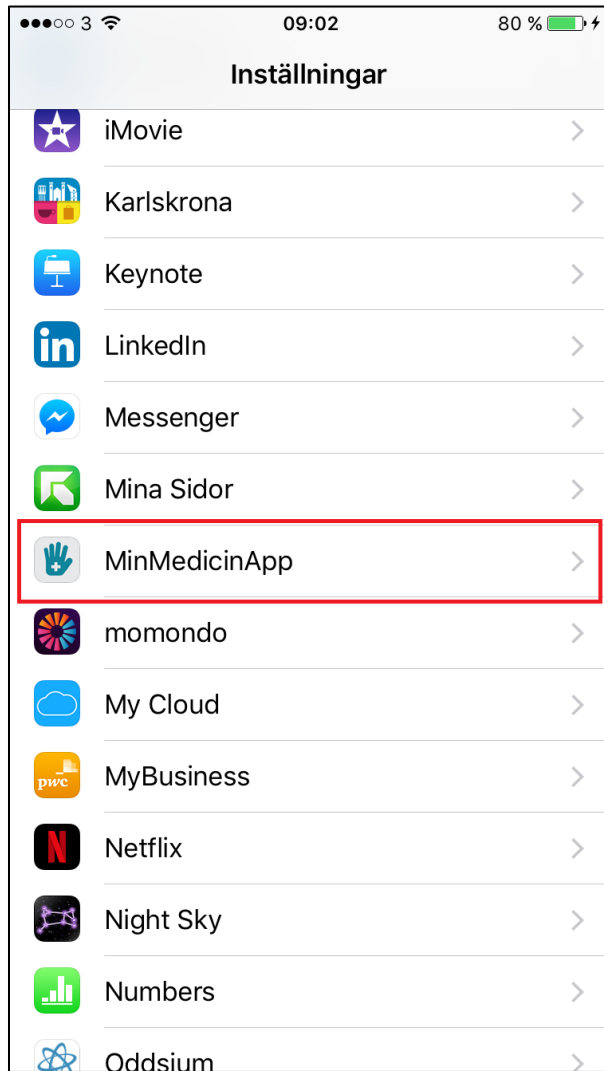 3 09:02 80 %
Inställningar
iMovie
Karlskrona
Keynote
in LinkedIn
Messenger
Mina Sidor
MinMedicinApp
momondo
My Cloud
pwc MyBusiness
N Netflix
Night Sky
Numbers
Oddsium